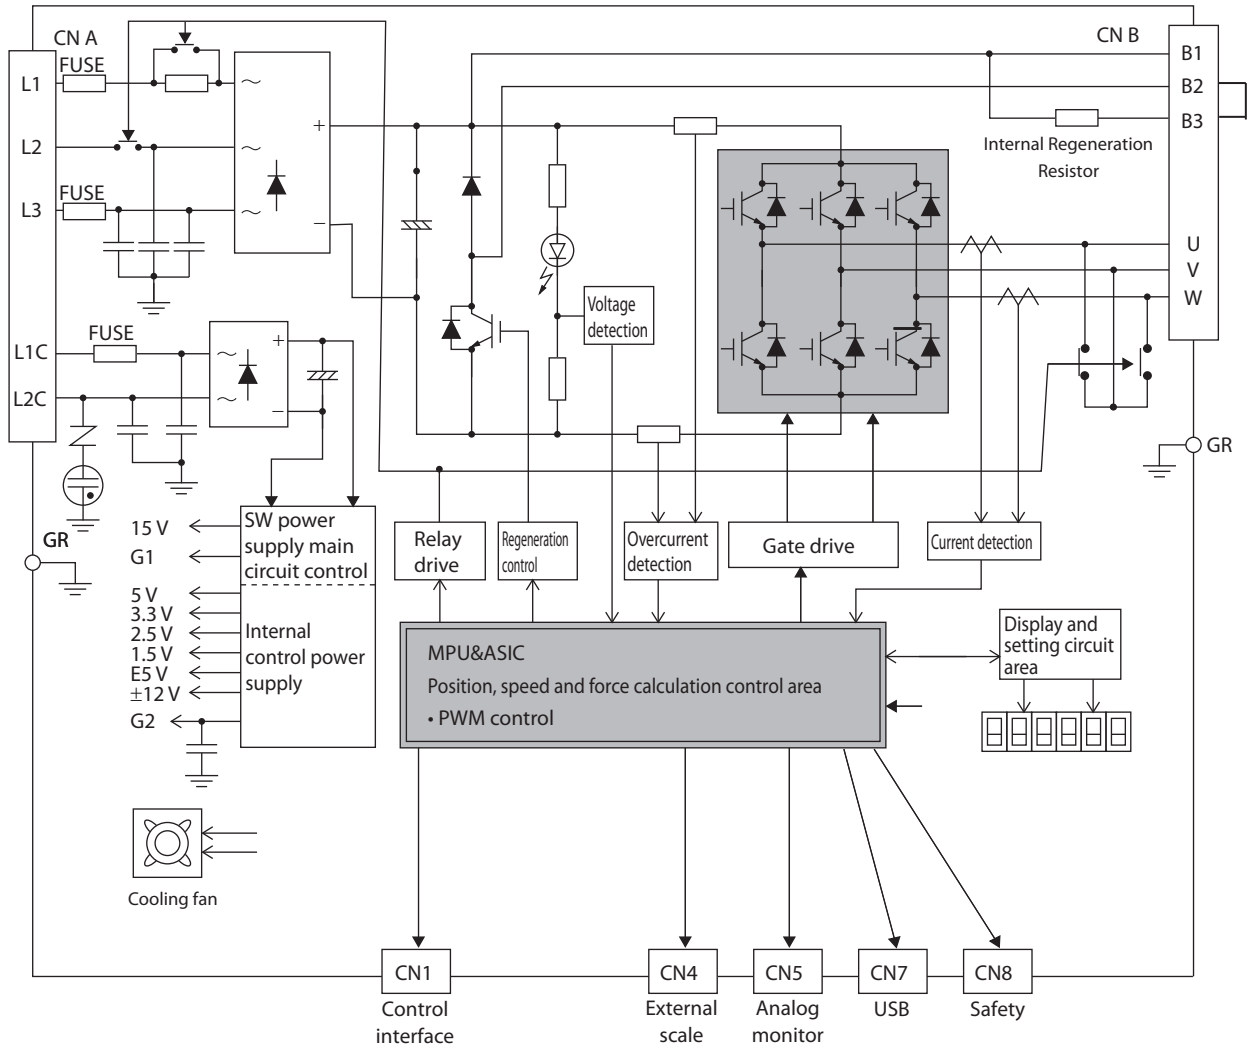 CN A
CN B
FUSE
L1
L2
FUSE
L3
+
−
B1
B2
B3
Internal Regeneration
Resistor
U
V
W
Voltage
detection
FUSE
L1C
L2C
+
−
GR
GR
15 V
G1
5 V
3.3 V
2.5 V
1.5 V
E5 V
±12 V
G2
SW power
supply main
circuit control
Internal
control power
supply
Relay
drive
Regeneration
control
Overcurrent
detection
Gate drive
Current detection
MPU&ASIC
Position, speed and force calculation control area
• PWM control
Display and
setting circuit
area
Cooling fan
CN1
CN4
CN5
CN7
CN8
Control
interface
External
scale
Analog
monitor
USB
Safety